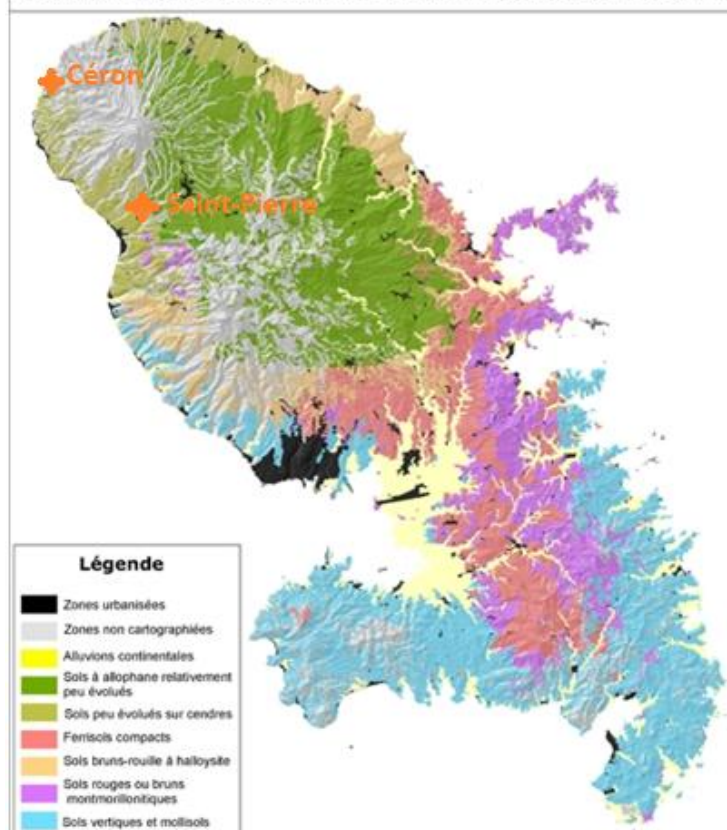 Céron
Saint-Pierre
Légende
Zones urbanisées
Zones non cartographiées
Alluvions continentales
Sols à allophane relativement
peu évolués
Sols peu évolués sur cendres
Ferrisols compacts
Sols bruns-rouille à halloysite
Sols rouges ou bruns
montmorillonitiques
Sols vertiques et mollisols